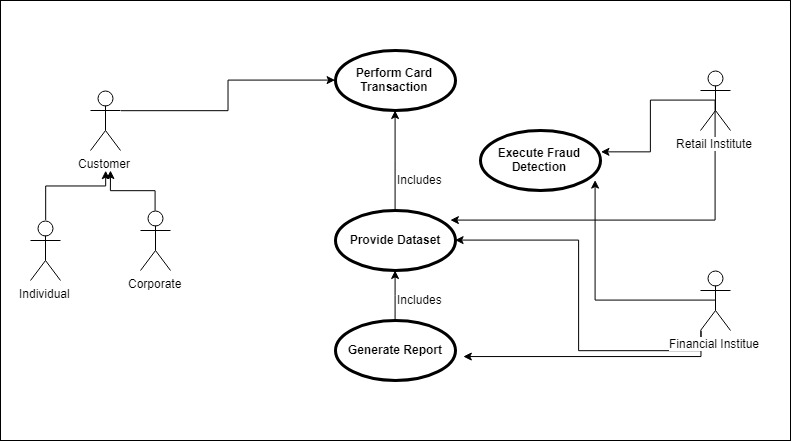 Perform Card
Transaction
Customer
Retail Institute
Execute Fraud
Detection
Includes
Provide Dataset
Individual
Corporate
Includes
Generate Report
Financial Institue